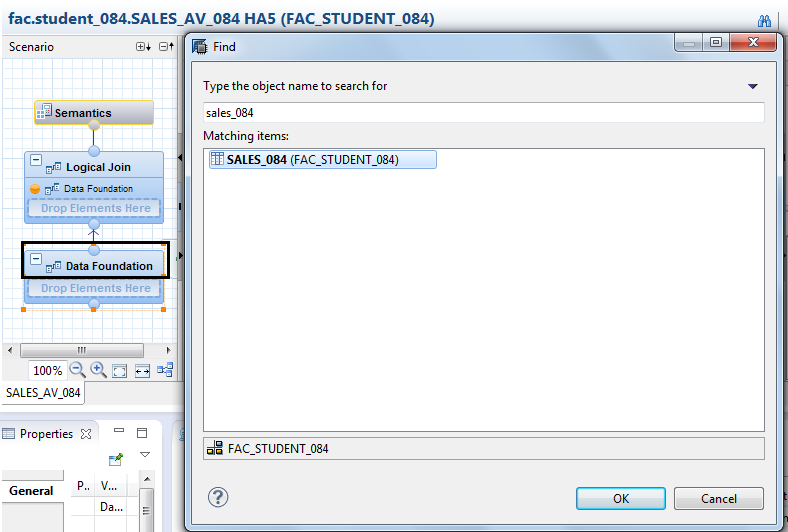 fac.student_084.SALES_AV_084 HA5 (FAC_STUDENT_084)
Scenario
Semantics
Logical Join
Data Foundation
Drop Elements Here
Data Foundation
Drop Elements Here
100%
SALES_AV_084
Properties
General
P..
V...
Da...
Find
Type the object name to search for
sales_084
Matching items:
SALES_084 (FAC_STUDENT_084)
FAC_STUDENT_084
?
OK
Cancel